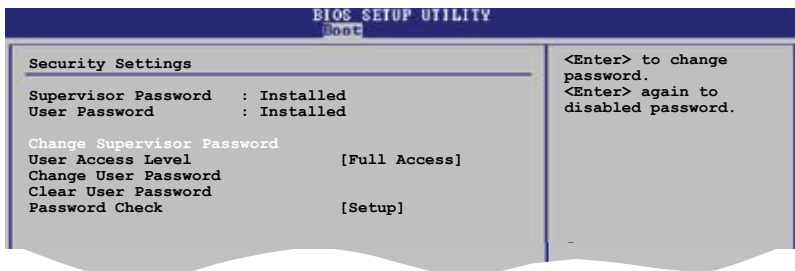 BIOS SETUP UTILITY
Boot
Security Settings
Supervisor Password : Installed
User Password : Installed
Change Supervisor Password
User Access Level [Full Access]
Change User Password
Clear User Password
Password Check [Setup]
<Enter> to change
password.
<Enter> again to
disabled password.